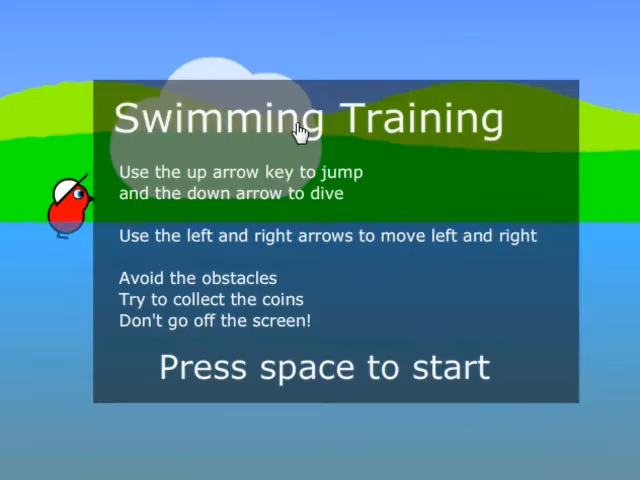 Swimming Training
Use the up arrow key to jump
and the down arrow to dive
Use the left and right arrows to move left and right
Avoid the obstacles
Try to collect the coins
Don't go off the screen!
Press space to start